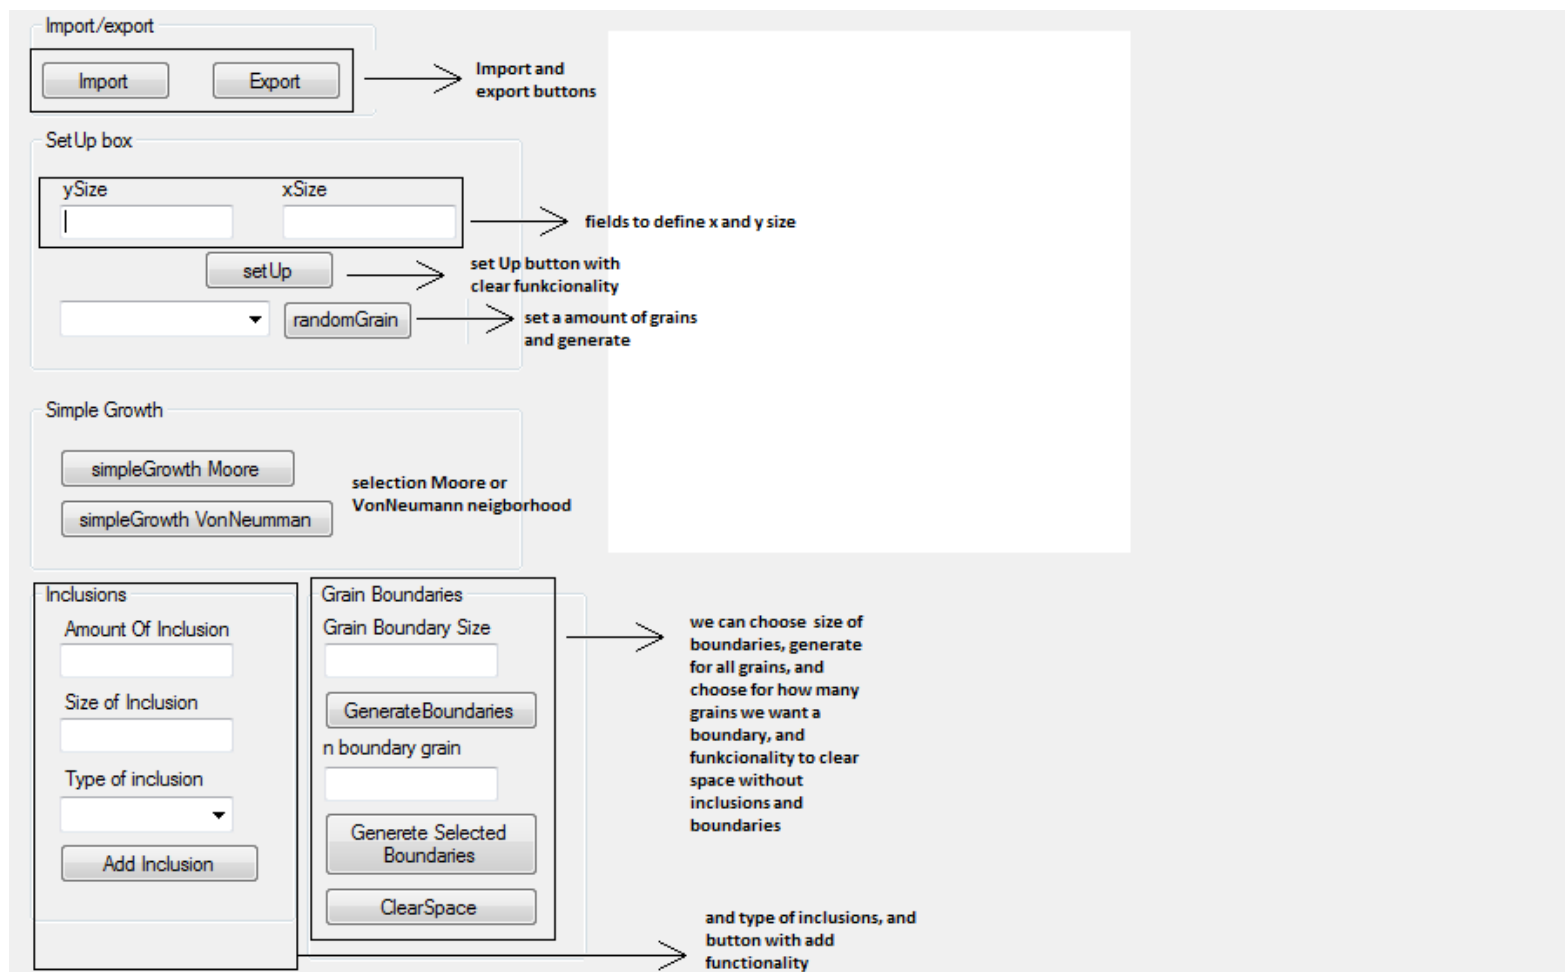 Import/export
Import
Export
Import and
export buttons
SetUp box
ySize
xSize
fields to define x and y size
setUp
set Up button with
clear funkcionality
randomGrain
set a amount of grains
and generate
Simple Growth
simpleGrowth Moore
simpleGrowth VonNeumman
selection Moore or
VonNeumann neigborhood
Inclusions
Amount Of Inclusion
Size of Inclusion
Type of inclusion
Add Inclusion
Grain Boundaries
Grain Boundary Size
GenerateBoundaries
n boundary grain
Generete Selected
Boundaries
ClearSpace
we can choose size of
boundaries, generate
for all grains, and
choose for how many
grains we want a
boundary, and
funkcionality to clear
space without
inclusions and
boundaries
and type of inclusions, and
button with add
functionality